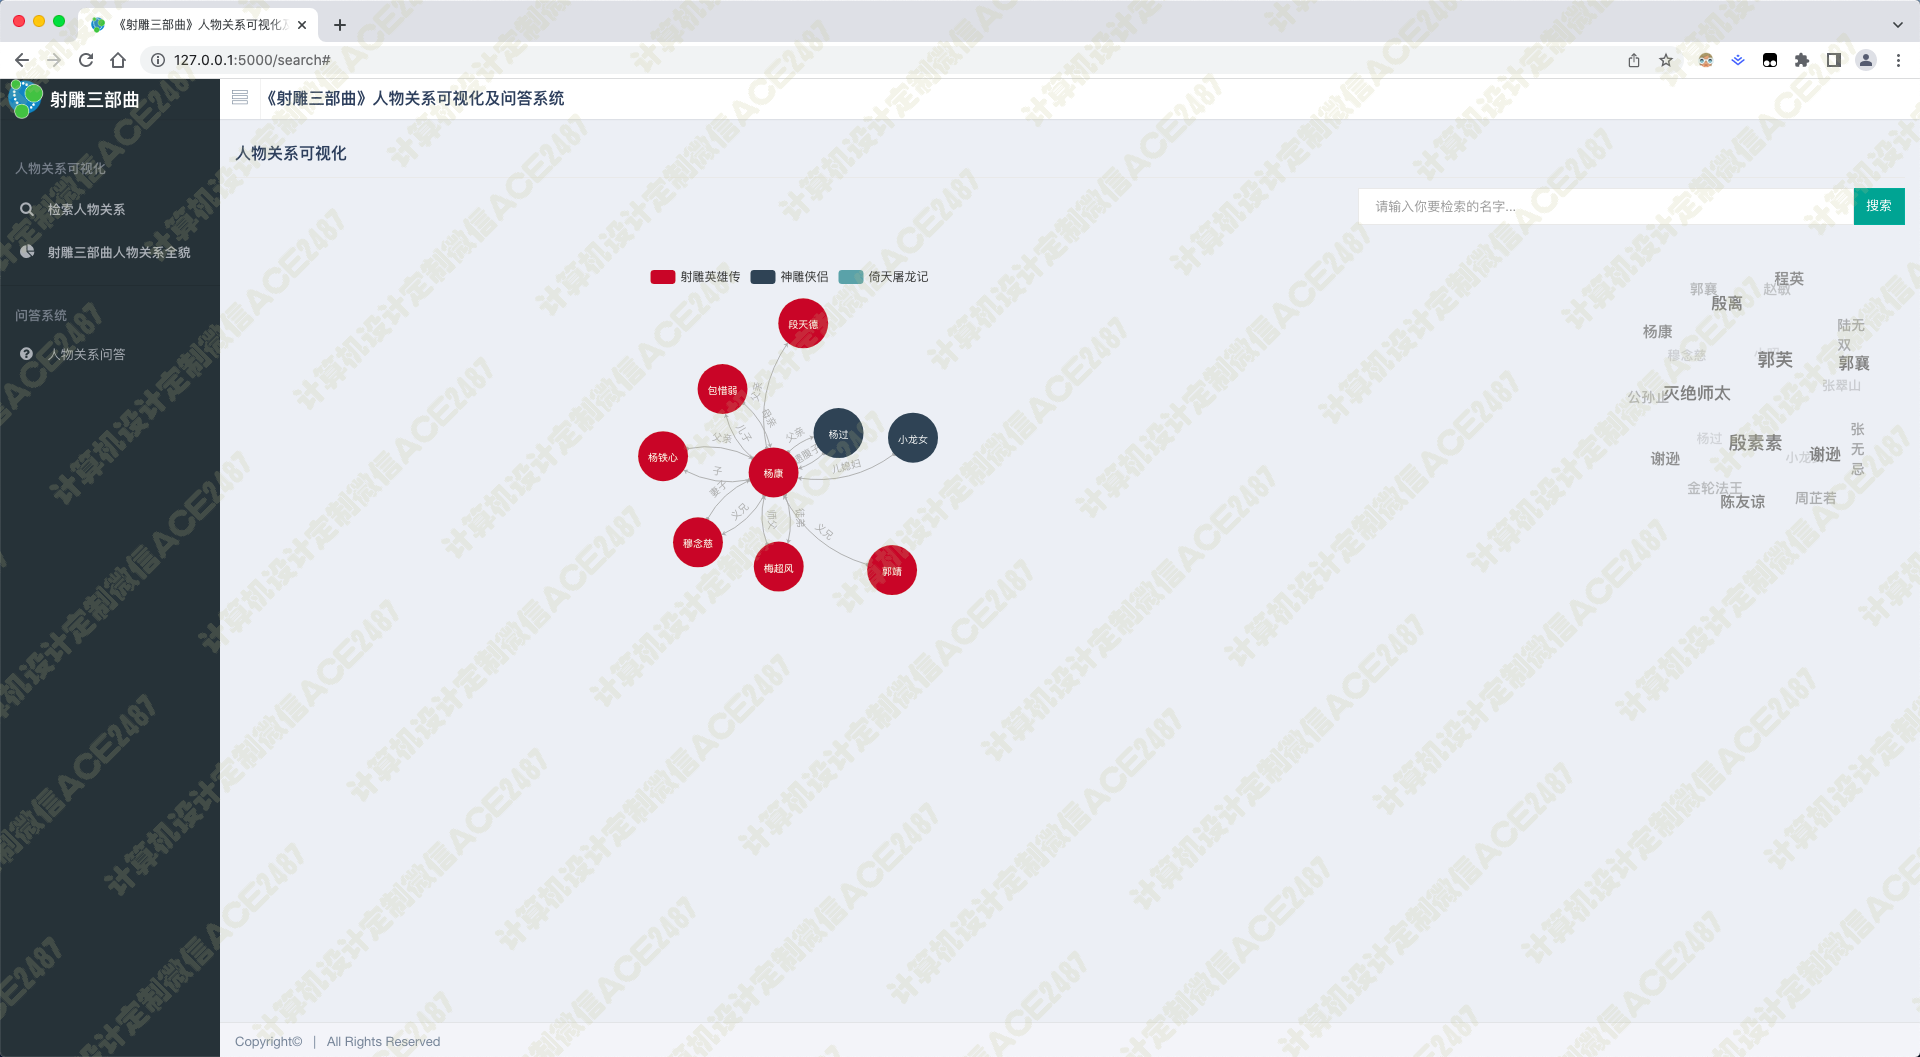 《射雕三部曲》人物关系可视化及
127.0.0.1:5000/search#
射雕三部曲
《射雕三部曲》人物关系可视化及问答系统
人物关系可视化
人物关系可视化
检索人物关系
射雕三部曲人物关系全貌
问答系统
人物关系问答
请输入你要检索的名字...
搜索
射雕英雄传
神雕侠侣
倚天屠龙记
段天德
包惜弱
杨过
小龙女
杨铁心
杨康
穆念慈
梅超风
郭靖
父亲
母亲
儿子
父亲
父亲
遗腹子
儿媳妇
子
妻子
义兄
师父
义兄
程英
郭襄
赵敏
殷离
杨康
陆无
双
穆念慈
郭芙
郭襄
张翠山
公孙止
灭绝师太
张
无
忌
杨过
殷素素
谢逊
谢逊
金轮法王
陈友谅
周芷若
Copyright© | All Rights Reserved
计算机设计定制微信ACE2487